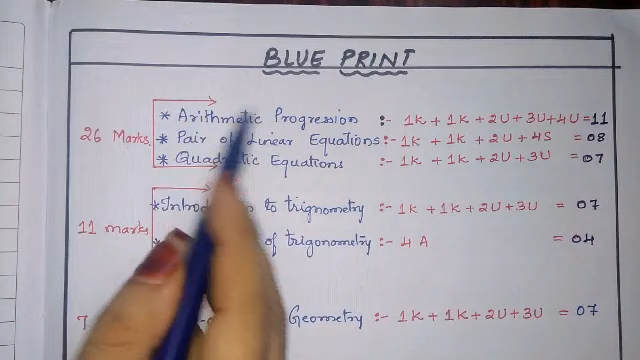 BLUE PRINT
* Arithmetic Progression :- 1K + 1K + 2U + 3U + 4U = 11
26 Marks * Pair of Linear Equations :- 1K + 1K + 2U + 4S = 08
* Quadratic Equations :- 1K + 1K + 2U + 3U = 07
* to trignometry :- 1K + 1K + 2U + 3U = 07
11 marks of trigonometry :- 4 A = 04
7 Geometry :- 1K + 1K + 2U + 3U = 07